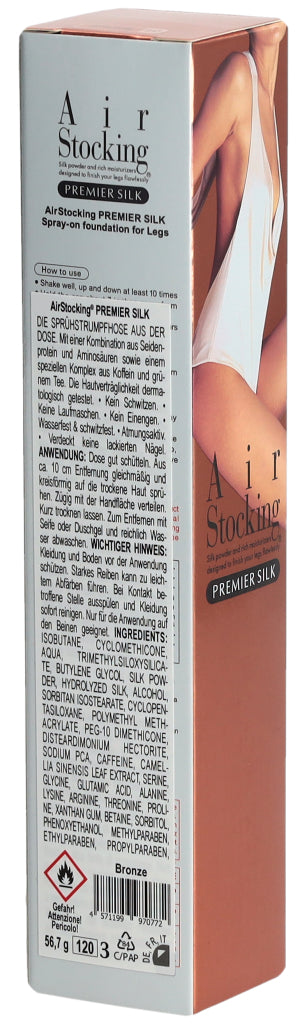 Air
Stocking®
Silk powder and rich moisturizers
designed to finish your legs flawlessly
PREMIER SILK
AirStocking PREMIER SILK
Spray-on foundation for Legs
How to use
• Shake well, up and down at least 10 times
AirStocking® PREMIER SILK
DIE SPRÜHSTRUMPFHOSE AUS DER
DOSE. Mit einer Kombination aus Seiden-
protein und Aminosäuren sowie einem
speziellen Komplex aus Koffein und grü-
nem Tee. Die Hautverträglichkeit derma-
tologisch getestet. • Kein Schwitzen. •
Keine Laufmaschen. • Kein Einengen. •
Wasserfest & schwitzfest. • Atmungsaktiv.
• Verdeckt keine lackierten Nägel.
ANWENDUNG: Dose gut schütteln. Aus
ca. 10 cm Entfernung gleichmäßig und
kreisförmig auf die trockene Haut sprü-
hen. Zügig mit der Handfläche verteilen.
Kurz trocknen lassen. Zum Entfernen mit
Seife oder Duschgel und reichlich Was-
ser abwaschen. WICHTIGER HINWEIS:
Kleidung und Boden vor der Anwendung
schützen. Starkes Reiben kann zu leich-
tem Abfärben führen. Bei Kontakt be-
troffene Stelle ausspülen und Kleidung
sofort reinigen. Nur für die Anwendung auf
den Beinen geeignet. INGREDIENTS:
ISOBUTANE, CYCLOMETHICONE,
AQUA, TRIMETHYLSILOXYSILICA-
TE, BUTYLENE GLYCOL, SILK POW-
DER, HYDROLYZED SILK, ALCOHOL,
SORBITAN ISOSTEARATE, CYCLOPEN-
TASILOXANE, POLYMETHYL METH-
ACRYLATE, PEG-10 DIMETHICONE,
DISTEARDIMONIUM HECTORITE,
SODIUM PCA, CAFFEINE, CAMEL-
LIA SINENSIS LEAF EXTRACT, SERINE,
GLYCINE, GLUTAMIC ACID, ALANINE
LYSINE, ARGININE, THREONINE, PROLI-
NE, XANTHAN GUM, BETAINE, SORBITOL,
PHENOXYETHANOL, METHYLPARABEN,
ETHYLPARABEN, PROPYLPARABEN,
Bronze
Gefahr!
Attenzione!
Pericolo!
4 571199 970772
56,7 g 120 3 C/PAP DE, FR, IT
Air
Stocking®
Silk powder and rich moisturizers
designed to finish your legs flawlessly
PREMIER SILK